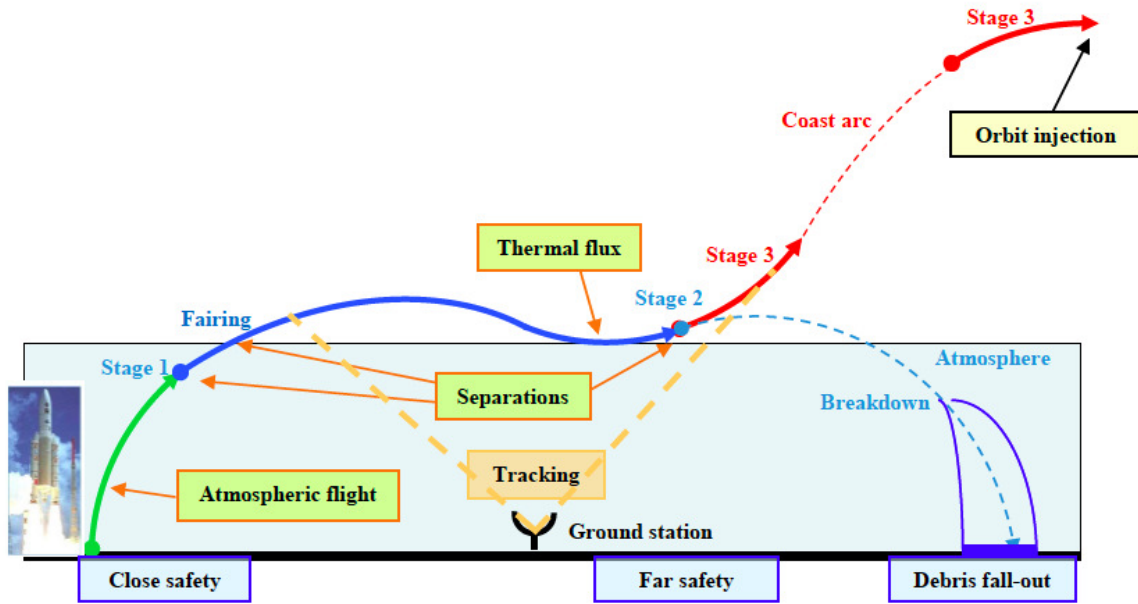 Stage 3
Coast arc
Orbit injection
Thermal flux
Stage 3
Stage 2
Fairing
Stage 1
Atmosphere
Separations
Breakdown
Tracking
Atmospheric flight
Ground station
Close safety
Far safety
Debris fall-out